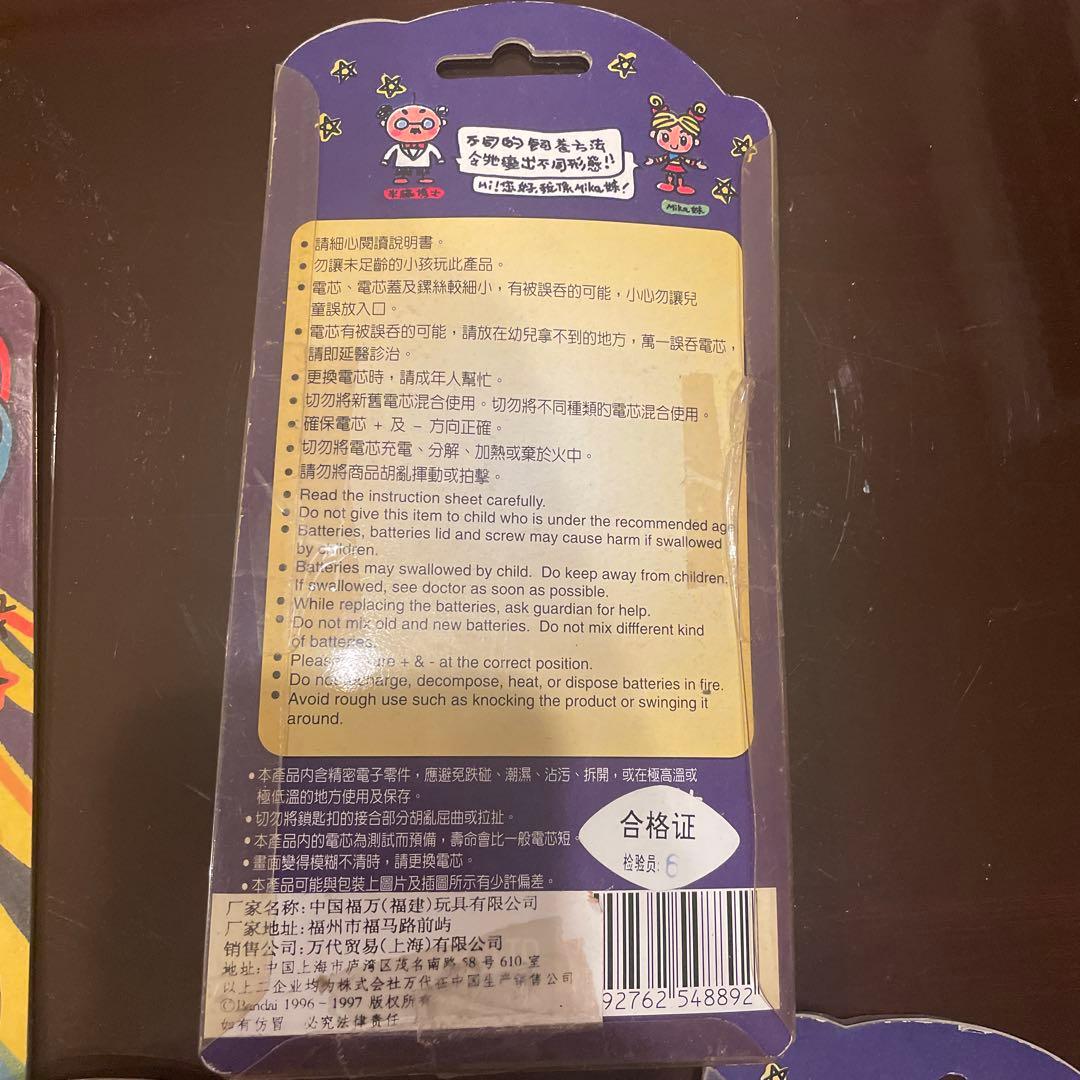 不同的飼養方法
令牠變出不同形態!!
Hi!您好,我係Mika妹!
博士
Mika妹
• 請細心閱讀說明書。
• 勿讓未足齡的小孩玩此產品。
• 電芯、電芯蓋及鏍絲較細小，有被誤吞的可能，小心勿讓兒
童誤放入口。
• 電芯有被誤吞的可能，請放在幼兒拿不到的地方，萬一誤吞電芯，
請即延醫診治。
• 更換電芯時，請成年人幫忙。
• 切勿將新舊電芯混合使用。切勿將不同種類的電芯混合使用。
• 確保電芯 + 及 - 方向正確。
• 切勿將電芯充電、分解、加熱或棄於火中。
• 請勿將商品胡亂揮動或拍擊。
• Read the instruction sheet carefully.
• Do not give this item to child who is under the recommended age
• Batteries, batteries lid and screw may cause harm if swallowed
by children.
• Batteries may swallowed by child. Do keep away from children.
If swallowed, see doctor as soon as possible.
• While replacing the batteries, ask guardian for help.
• Do not mix old and new batteries. Do not mix diffferent kind
of batteries.
• Please + & - at the correct position.
• Do not recharge, decompose, heat, or dispose batteries in fire.
• Avoid rough use such as knocking the product or swinging it
around.
• 本產品內含精密電子零件，應避免跌碰、潮濕、沾污、拆開，或在極高溫或
極低溫的地方使用及保存。
• 切勿將鎖匙扣的接合部分胡亂屈曲或拉扯。
• 本產品內的電芯為測試而預備，壽命會比一般電芯短。
• 畫面變得模糊不清時，請更換電芯。
• 本產品可能與包裝上圖片及插圖所示有少許偏差。
合格证
检验员: 6
厂家名称: 中国福万(福建)玩具有限公司
厂家地址: 福州市福马路前屿
销售公司: 万代贸易(上海)有限公司
地址: 中国上海市庐湾区茂名南路 58 号 610 室
以上二企业均为株式会社万代在中国生产销售公司
©Bandai 1996－1997 版权所有
如有仿冒 必究法律责任
92762 548892